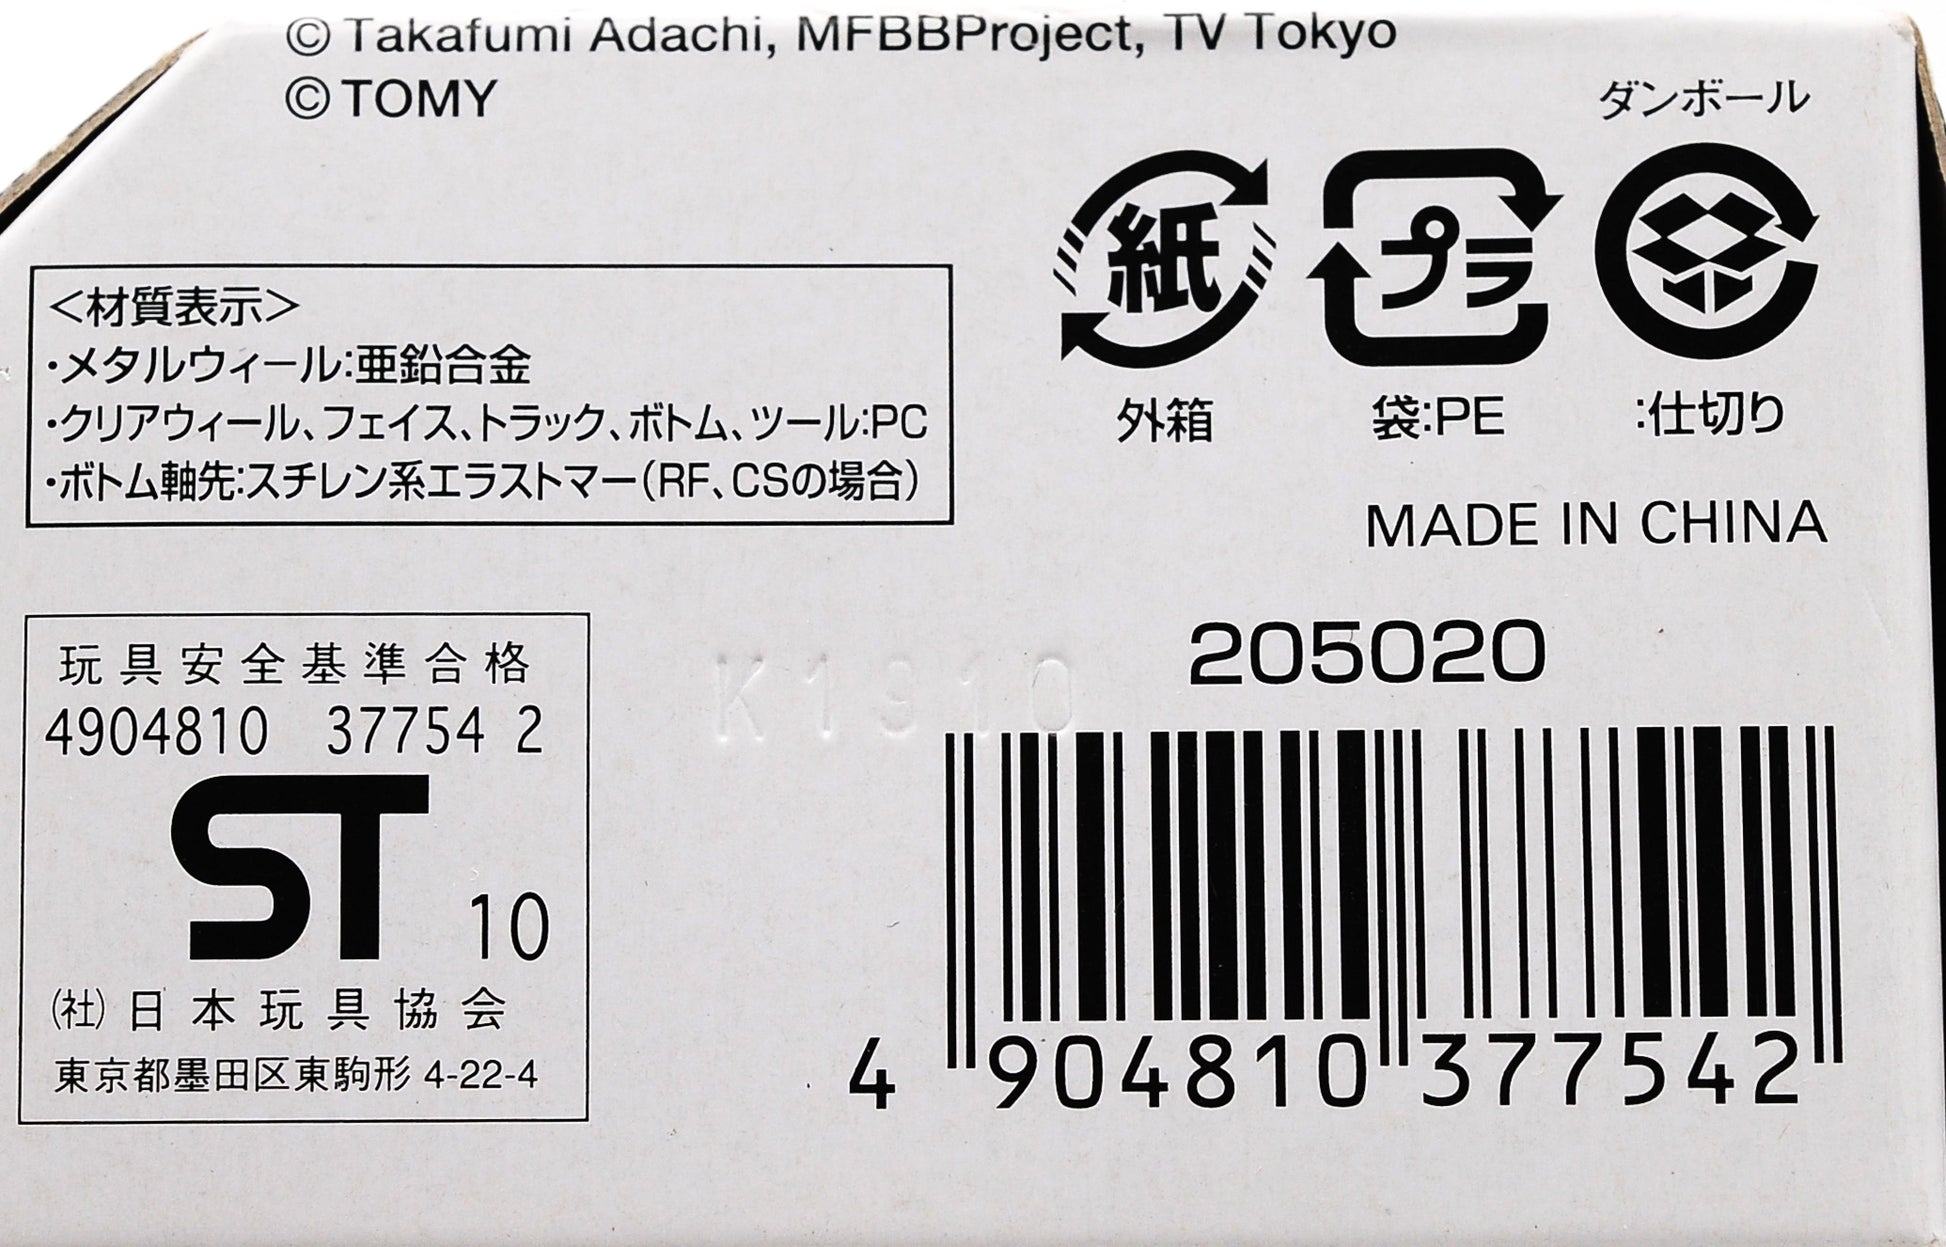 © Takafumi Adachi, MFBBProject, TV Tokyo
© TOMY
ダンボール
紙
プラ
外箱
袋:PE
:仕切り
<材質表示>
・メタルウィール:亜鉛合金
・クリアウィール、フェイス、トラック、ボトム、ツール:PC
・ボトム軸先:スチレン系エラストマー(RF、CSの場合)
MADE IN CHINA
玩具安全基準合格
4904810 37754 2
ST 10
(社)日本玩具協会
東京都墨田区東駒形 4-22-4
K1910
205020
4 904810 377542